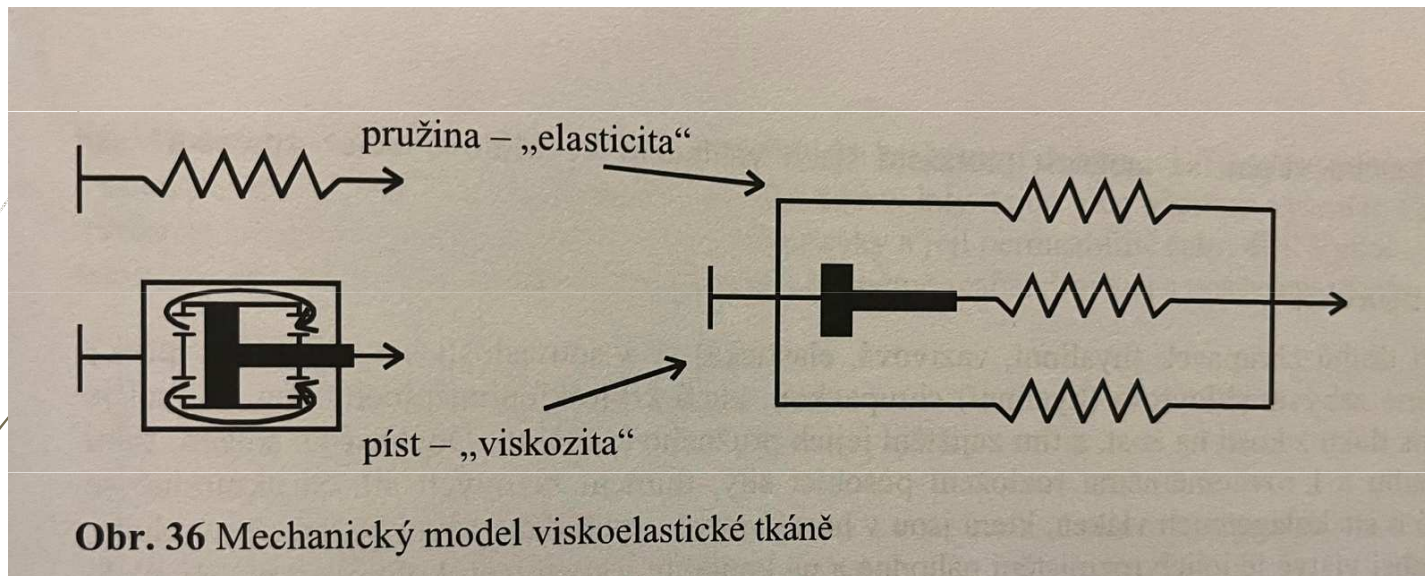 pružina – „elasticita“
píst – „viskozita“
Obr. 36 Mechanický model viskoelastické tkáně